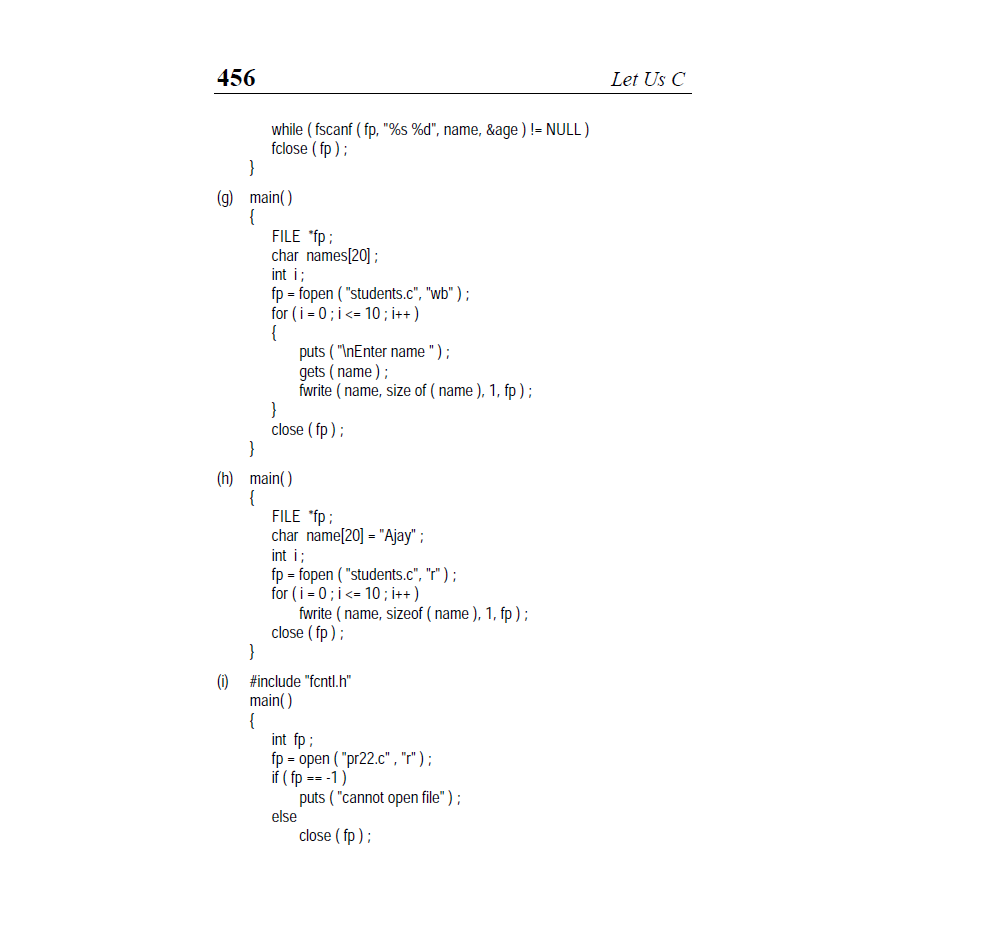 456 Let Us C
while ( fscanf ( fp, "%s %d", name, &age ) != NULL )
fclose ( fp ) ;
}
(g) main( )
{
FILE *fp ;
char names[20] ;
int i ;
fp = fopen ( "students.c", "wb" ) ;
for ( i = 0 ; i <= 10 ; i++ )
{
puts ( "\nEnter name " ) ;
gets ( name ) ;
fwrite ( name, size of ( name ), 1, fp ) ;
}
close ( fp ) ;
}
(h) main( )
{
FILE *fp ;
char name[20] = "Ajay" ;
int i ;
fp = fopen ( "students.c", "r" ) ;
for ( i = 0 ; i <= 10 ; i++ )
fwrite ( name, sizeof ( name ), 1, fp ) ;
close ( fp ) ;
}
(i) #include "fcntl.h"
main( )
{
int fp ;
fp = open ( "pr22.c" , "r" ) ;
if ( fp == -1 )
puts ( "cannot open file" ) ;
else
close ( fp ) ;